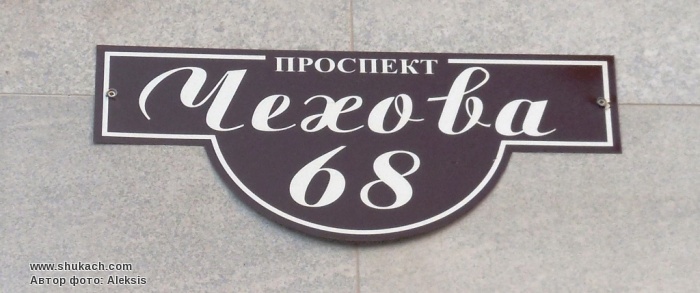 ПРОСПЕКТ
Чехова
68
www.shukach.com
Автор фото: Aleksis